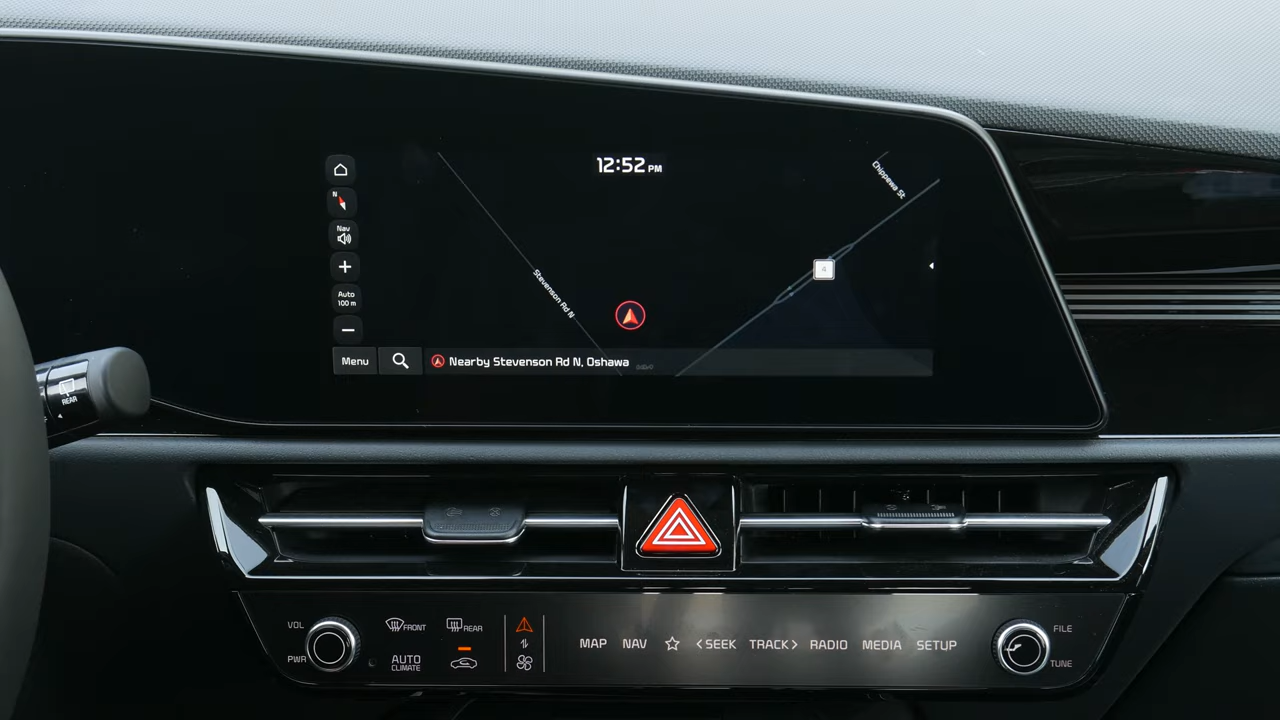 12:52 PM
Chippewa St
N
Nav
4
Auto
100 m
Stevenson Rd N
Menu
Nearby Stevenson Rd N, Oshawa
REAR
VOL
PWR
FRONT
REAR
AUTO
CLIMATE
MAP
NAV
< SEEK
TRACK >
RADIO
MEDIA
SETUP
FILE
TUNE